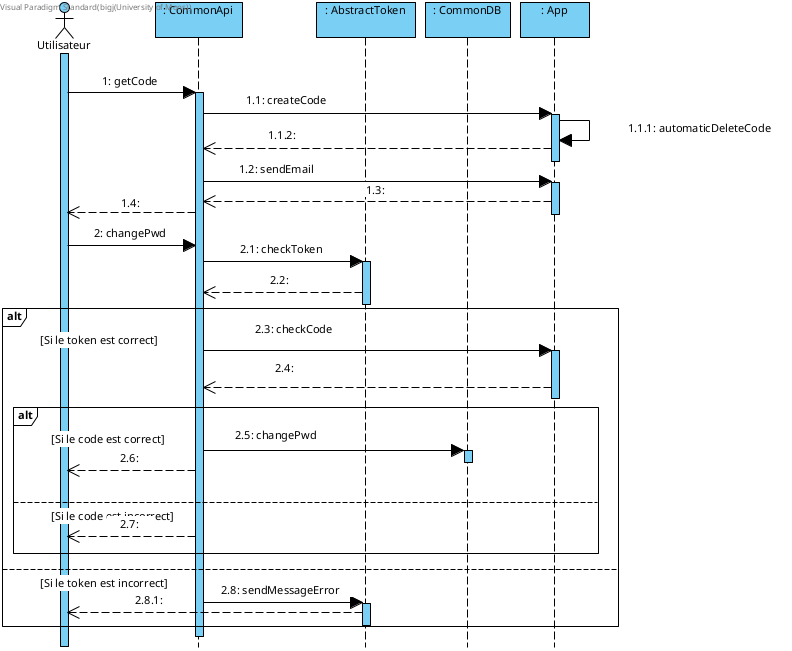 Visual Paradigm Standard(bigj(University of
: CommonApi
: AbstractToken
: CommonDB
: App
Utilisateur
1: getCode
1.1: createCode
1.1.1: automaticDeleteCode
1.1.2:
1.2: sendEmail
1.3:
1.4:
2: changePwd
2.1: checkToken
2.2:
alt
2.3: checkCode
[Si le token est correct]
2.4:
alt
[Si le code est correct]
2.5: changePwd
2.6:
[Si le code est incorrect]
2.7:
[Si le token est incorrect]
2.8: sendMessageError
2.8.1: